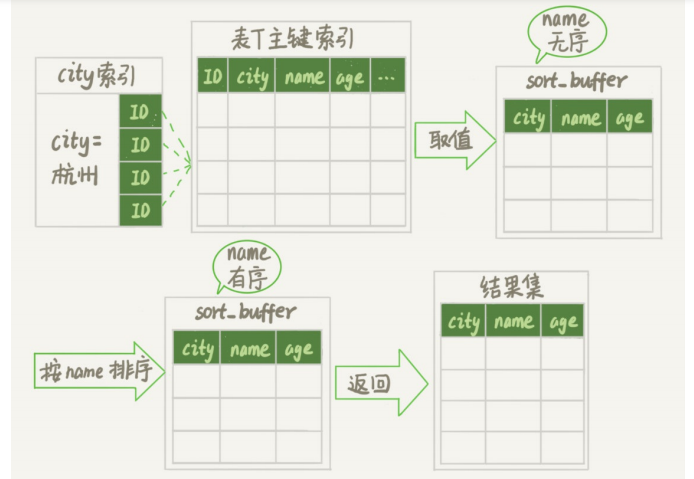 city索引
city=
杭州
ID
ID
ID
ID
表T主键索引
ID city name age ...
取值
name
无序
sort_buffer
city name age
按name排序
name
有序
sort_buffer
city name age
返回
结果集
city name age